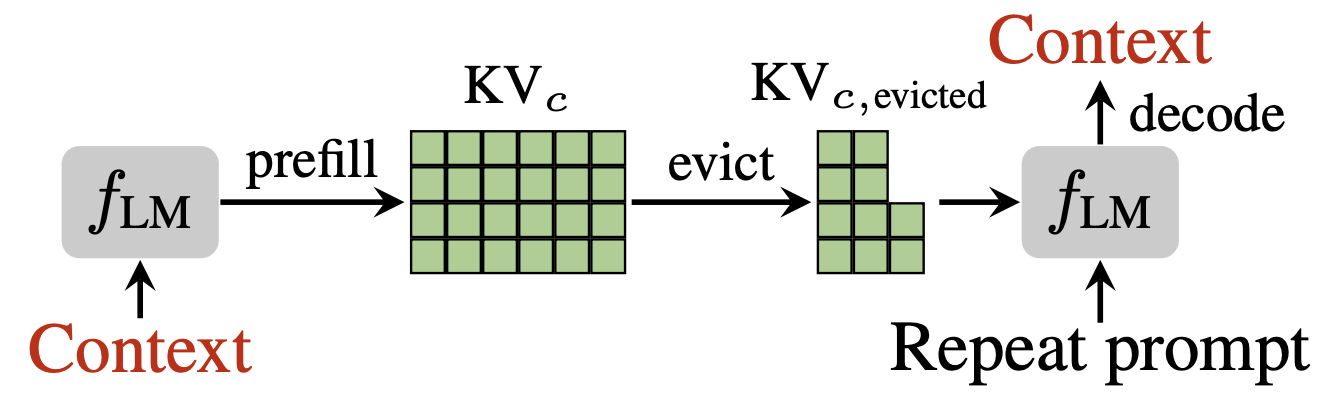 Context
KV_c
KV_c,evicted
decode
prefill
evict
f_LM
f_LM
Context
Repeat prompt